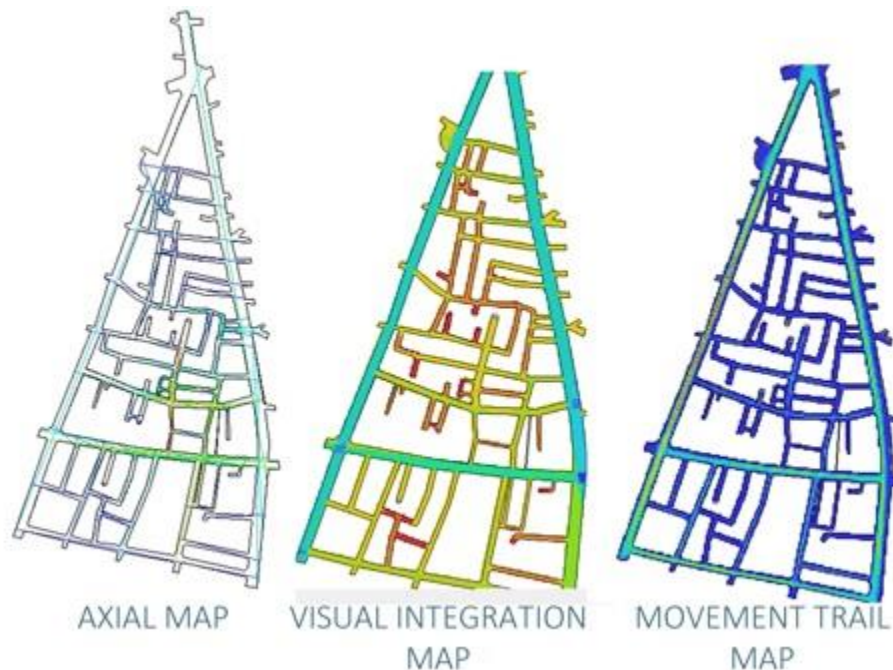 AXIAL MAP
VISUAL INTEGRATION
MAP
MOVEMENT TRAIL
MAP